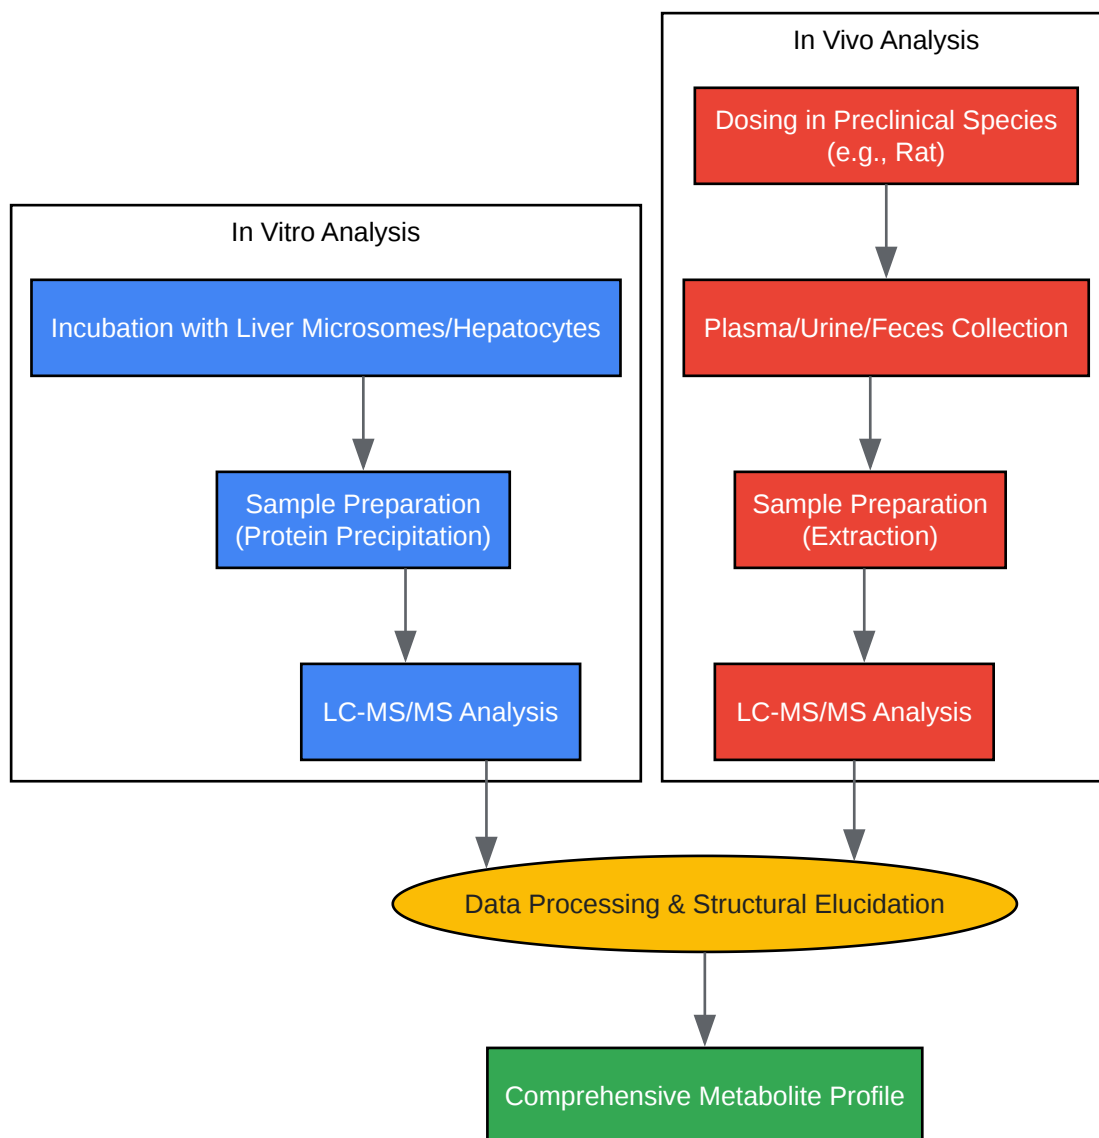 In Vitro Analysis
Incubation with Liver Microsomes/Hepatocytes
Sample Preparation
(Protein Precipitation)
LC-MS/MS Analysis
In Vivo Analysis
Dosing in Preclinical Species
(e.g., Rat)
Plasma/Urine/Feces Collection
Sample Preparation
(Extraction)
LC-MS/MS Analysis
Data Processing & Structural Elucidation
Comprehensive Metabolite Profile